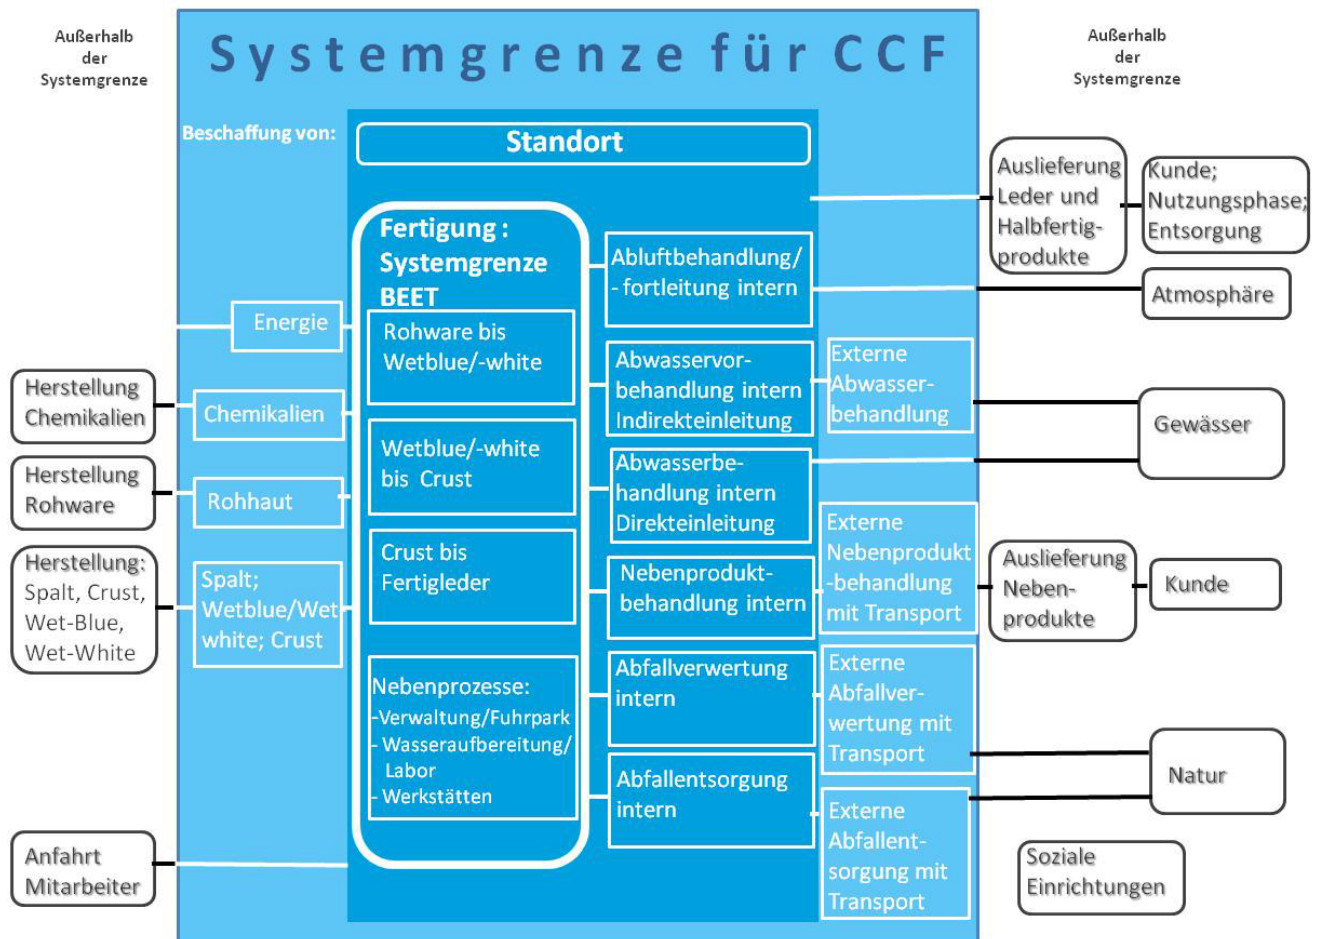 Außerhalb
der
Systemgrenze
Systemgrenze für CCF
Außerhalb
der
Systemgrenze
Beschaffung von:
Standort
Herstellung
Chemikalien
Herstellung
Rohware
Herstellung:
Spalt, Crust,
Wet-Blue,
Wet-White
Anfahrt
Mitarbeiter
Energie
Chemikalien
Rohhaut
Spalt;
Wetblue/Wet
white; Crust
Fertigung :
Systemgrenze
BEET
Rohware bis
Wetblue/-white
Wetblue/-white
bis Crust
Crust bis
Fertigleder
Nebenprozesse:
-Verwaltung/Fuhrpark
- Wasseraufbereitung/
Labor
- Werkstätten
Abluftbehandlung/
- fortleitung intern
Abwasservor-
behandlung intern
Indirekteinleitung
Abwasserbe-
handlung intern
Direkteinleitung
Nebenprodukt-
behandlung intern
Abfallverwertung
intern
Abfallentsorgung
intern
Externe
Abwasser-
behandlung
Externe
Nebenprodukt
-behandlung
mit Transport
Externe
Abfallver-
wertung mit
Transport
Externe
Abfallent-
sorgung mit
Transport
Auslieferung
Leder und
Halbfertig-
produkte
Kunde;
Nutzungsphase;
Entsorgung
Atmosphäre
Gewässer
Auslieferung
Neben-
produkte
Kunde
Natur
Soziale
Einrichtungen